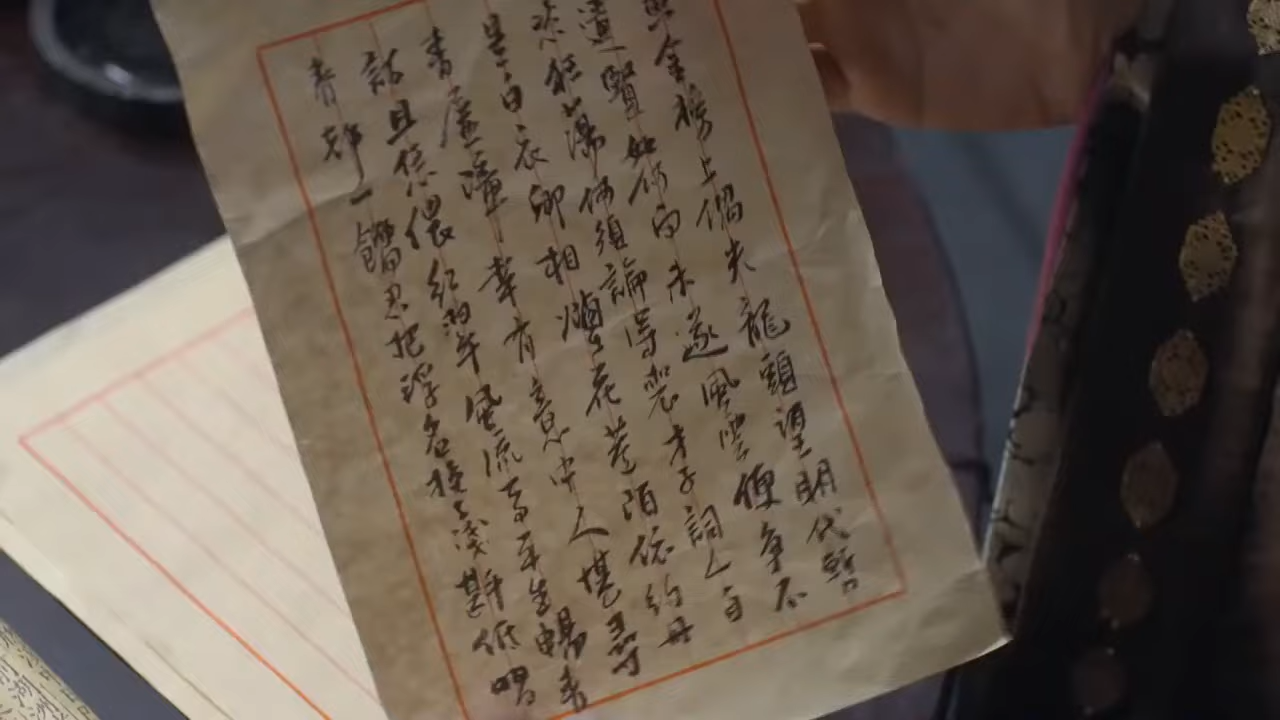 金榜上偶失龍頭望明代暫
遺賢如何向未遂風雲便爭不
恣狂蕩何須論得喪才子詞人自
是白衣卿相煙花巷陌依約丹
青屏障幸有意中人堪尋
訪且恁偎紅翠風流事平生暢青
春都一餉忍把浮名換了淺斟低唱